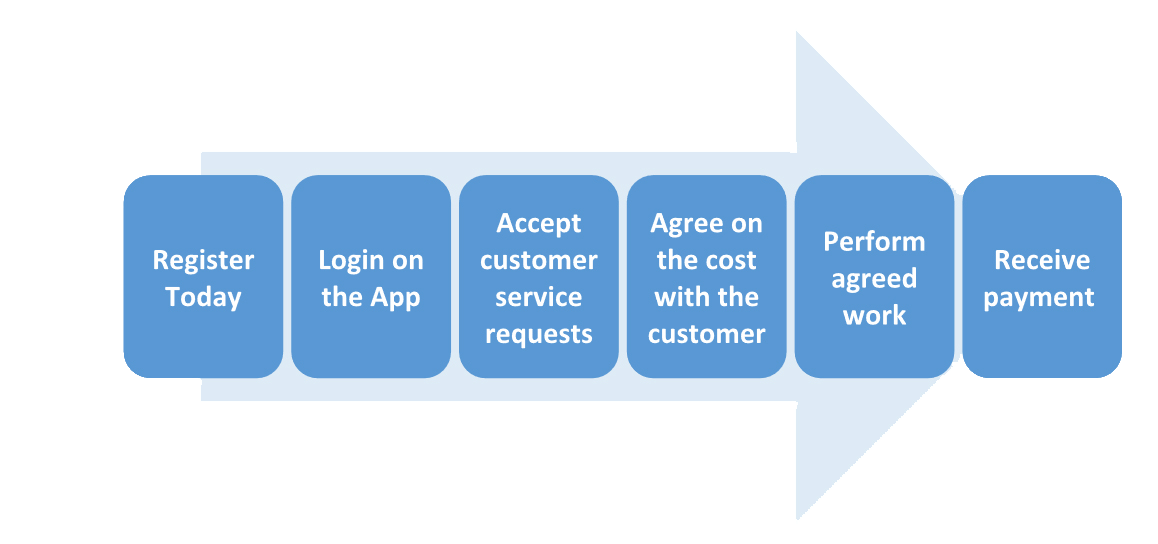 Register
Today
Login on
the App
Accept
customer
service
requests
Agree on
the cost
with the
customer
Perform
agreed
work
Receive
payment